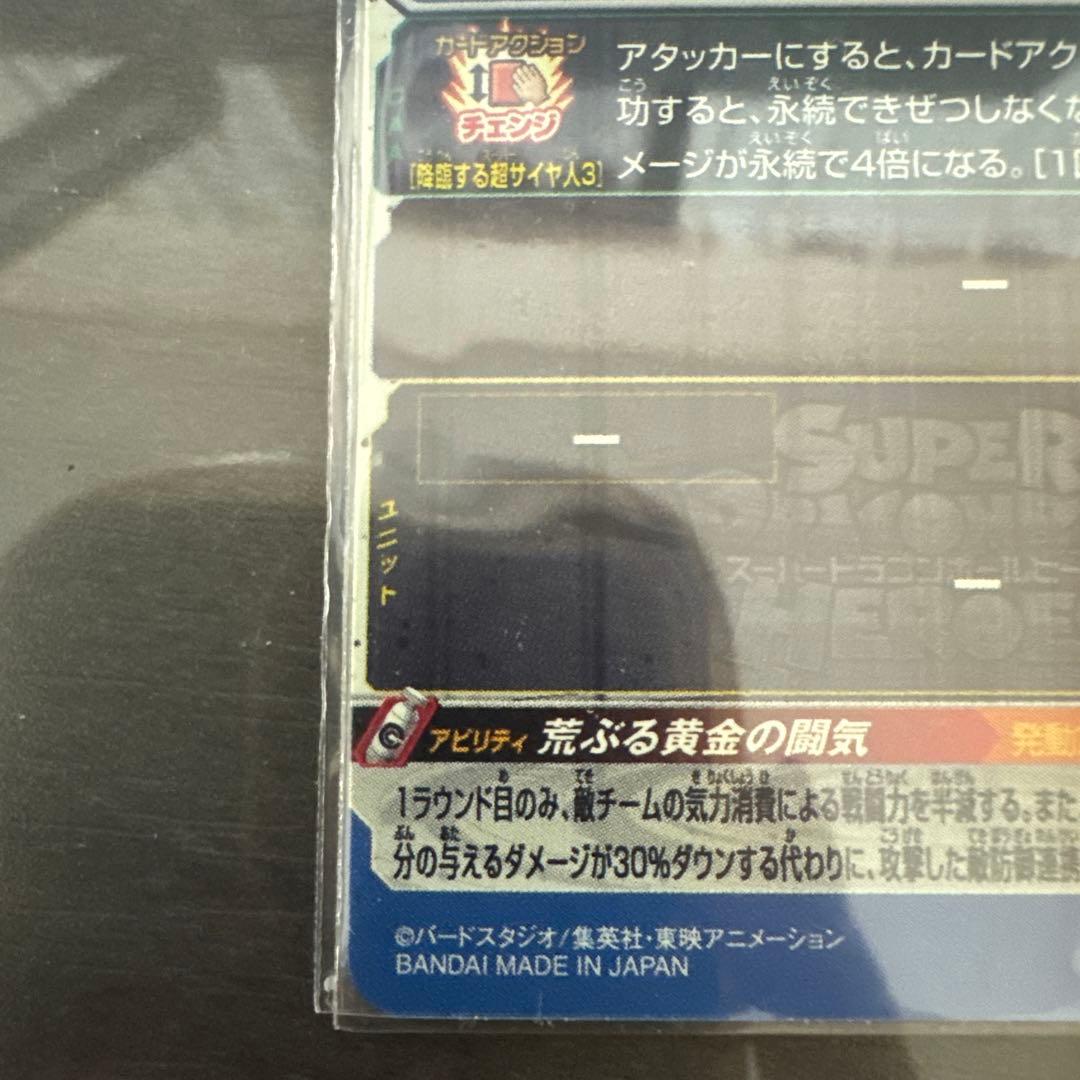 カードアクション
チェンジ
[降臨する超サイヤ人3]
アタッカーにすると、カードアク
功すると、永続できぜつしなくな
メージが永続で4倍になる。[1
ユニット
SUPER
スーパードラゴンボールヒー
HEROE
アビリティ 荒ぶる黄金の闘気 発動
1ラウンド目のみ、敵チームの気力消費による戦闘力を半減する。また
分の与えるダメージが30%ダウンする代わりに、攻撃した敵防御連携
©バードスタジオ/集英社・東映アニメーション
BANDAI MADE IN JAPAN